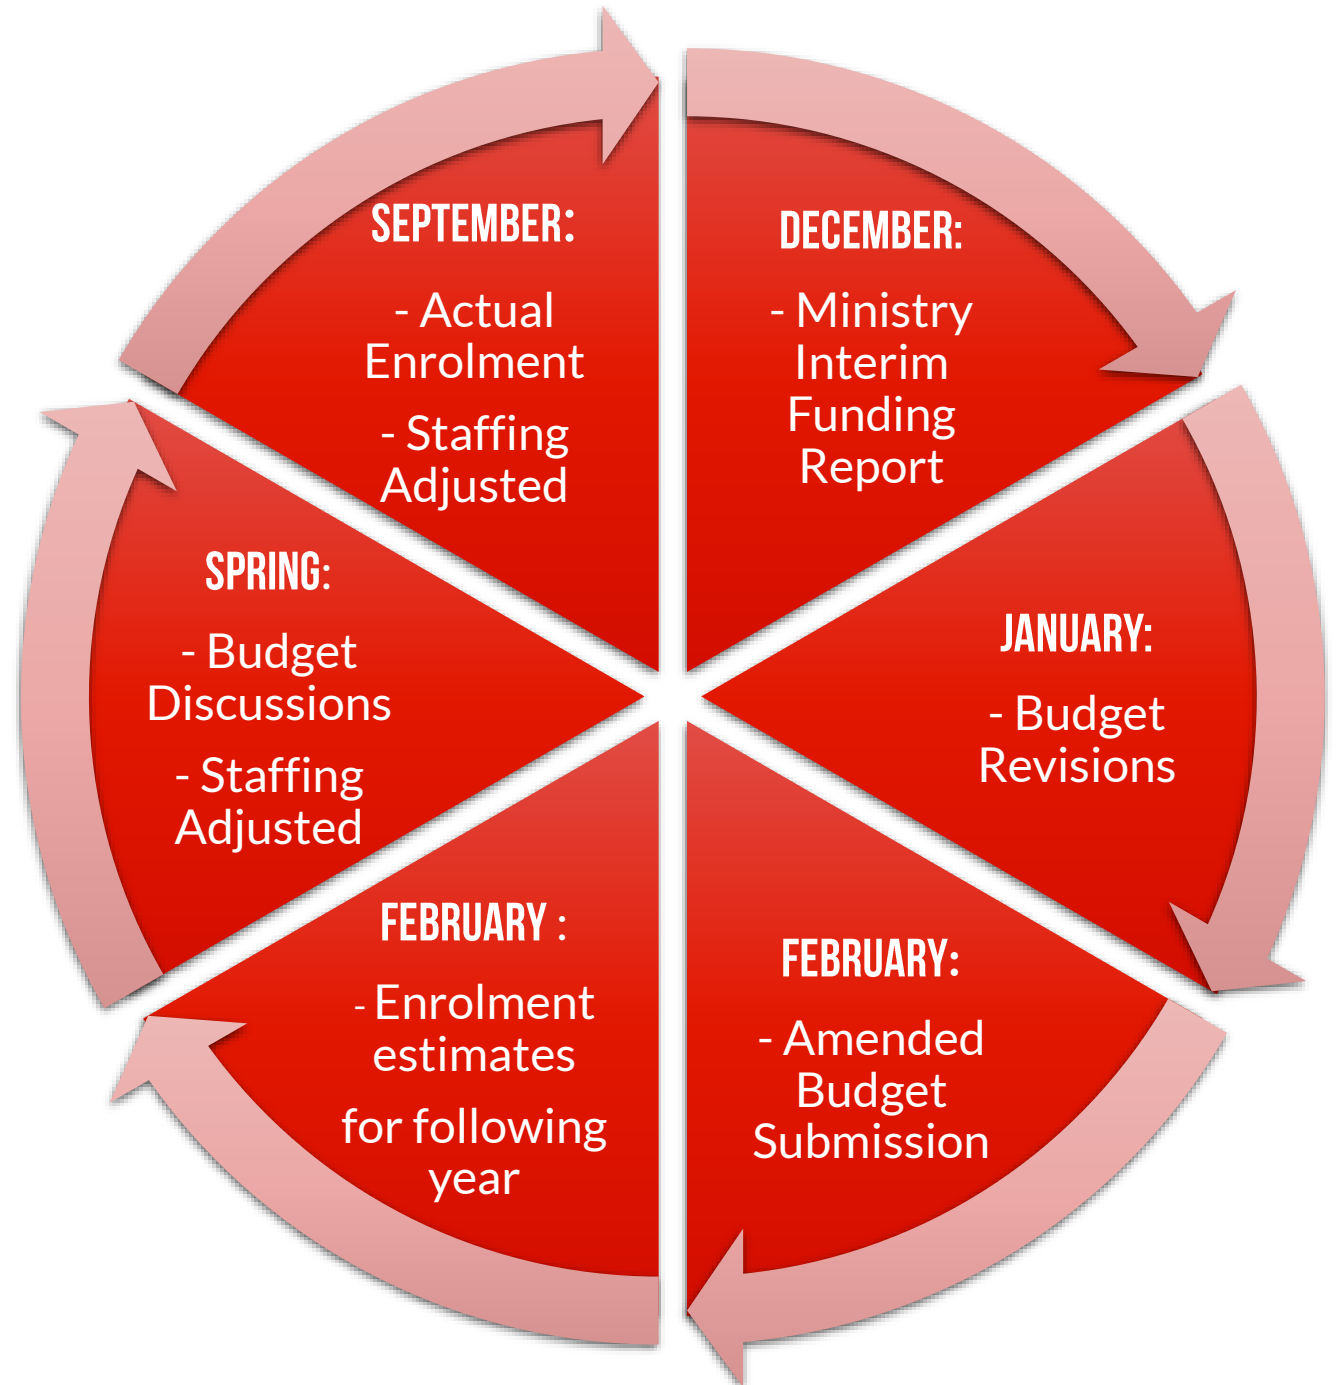 SEPTEMBER:
- Actual
Enrolment
- Staffing
Adjusted
DECEMBER:
- Ministry
Interim
Funding
Report
JANUARY:
- Budget
Revisions
FEBRUARY:
- Amended
Budget
Submission
FEBRUARY :
- Enrolment
estimates
for following
year
SPRING:
- Budget
Discussions
- Staffing
Adjusted